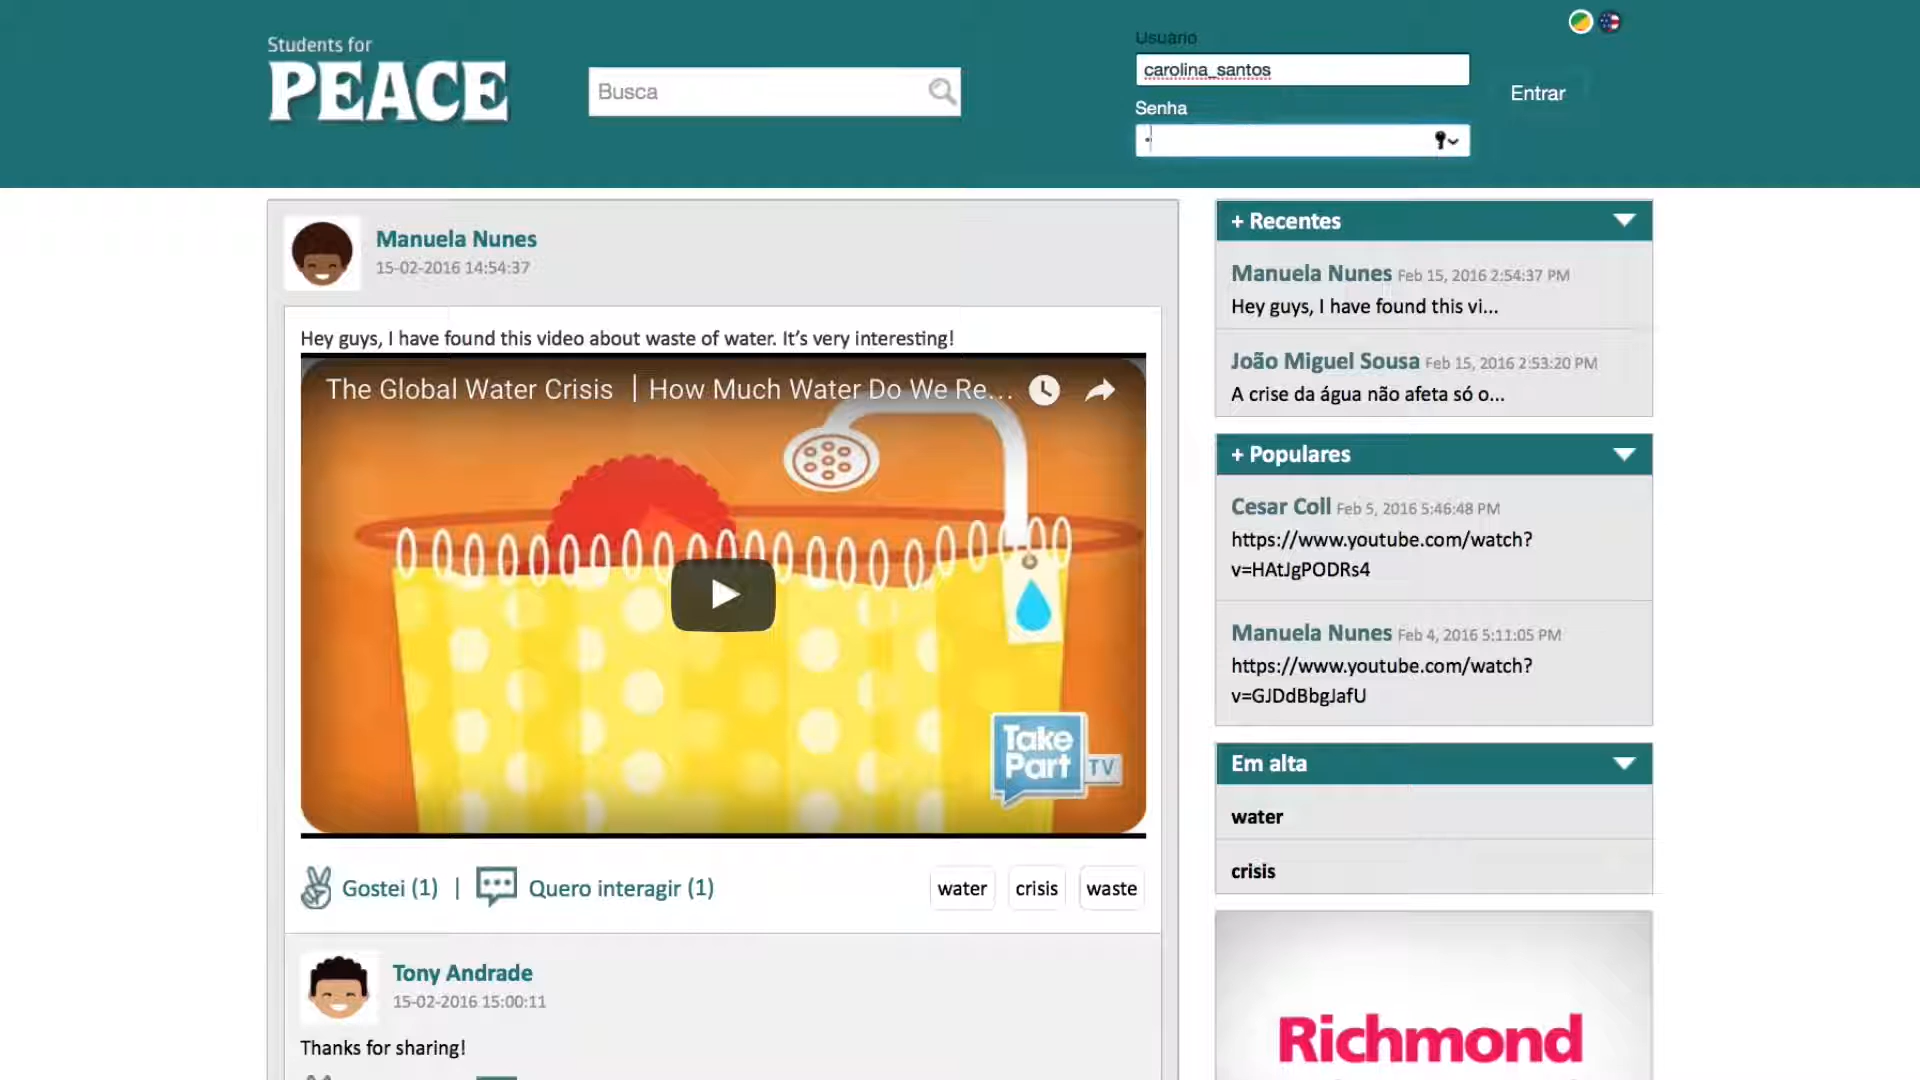 Students for
PEACE
Busca
Usuário
carolina_santos
Senha
Entrar
Manuela Nunes
15-02-2016 14:54:37
Hey guys, I have found this video about waste of water. It’s very interesting!
The Global Water Crisis | How Much Water Do We Re...
Take
Part TV
Gostei (1) | Quero interagir (1)
water crisis waste
Tony Andrade
15-02-2016 15:00:11
Thanks for sharing!
+ Recentes
Manuela Nunes Feb 15, 2016 2:54:37 PM
Hey guys, I have found this vi...
João Miguel Sousa Feb 15, 2016 2:53:20 PM
A crise da água não afeta só o...
+ Populares
Cesar Coll Feb 5, 2016 5:46:48 PM
https://www.youtube.com/watch?
v=HAtJgPODRs4
Manuela Nunes Feb 4, 2016 5:11:05 PM
https://www.youtube.com/watch?
v=GJDdBbgJafU
Em alta
water
crisis
Richmond